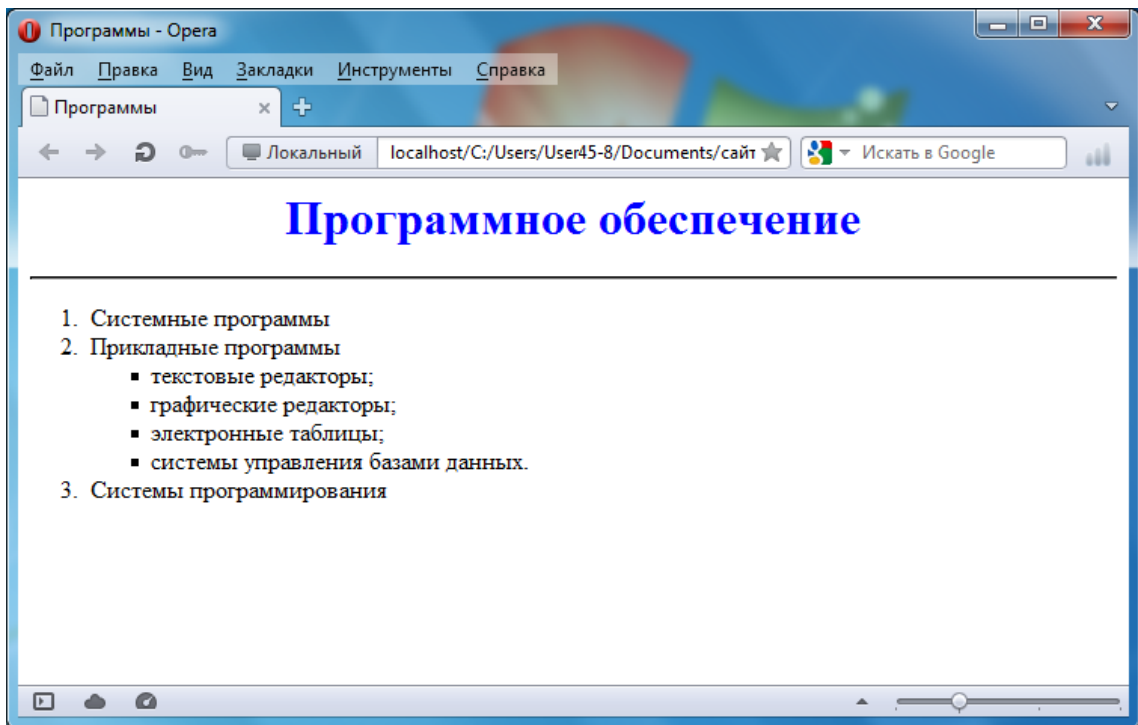 Программы - Opera
Файл Правка Вид Закладки Инструменты Справка
Программы
Локальный localhost/C:/Users/User45-8/Documents/сайт Искать в Google
Программное обеспечение
1. Системные программы
2. Прикладные программы
▪ текстовые редакторы;
▪ графические редакторы;
▪ электронные таблицы;
▪ системы управления базами данных.
3. Системы программирования